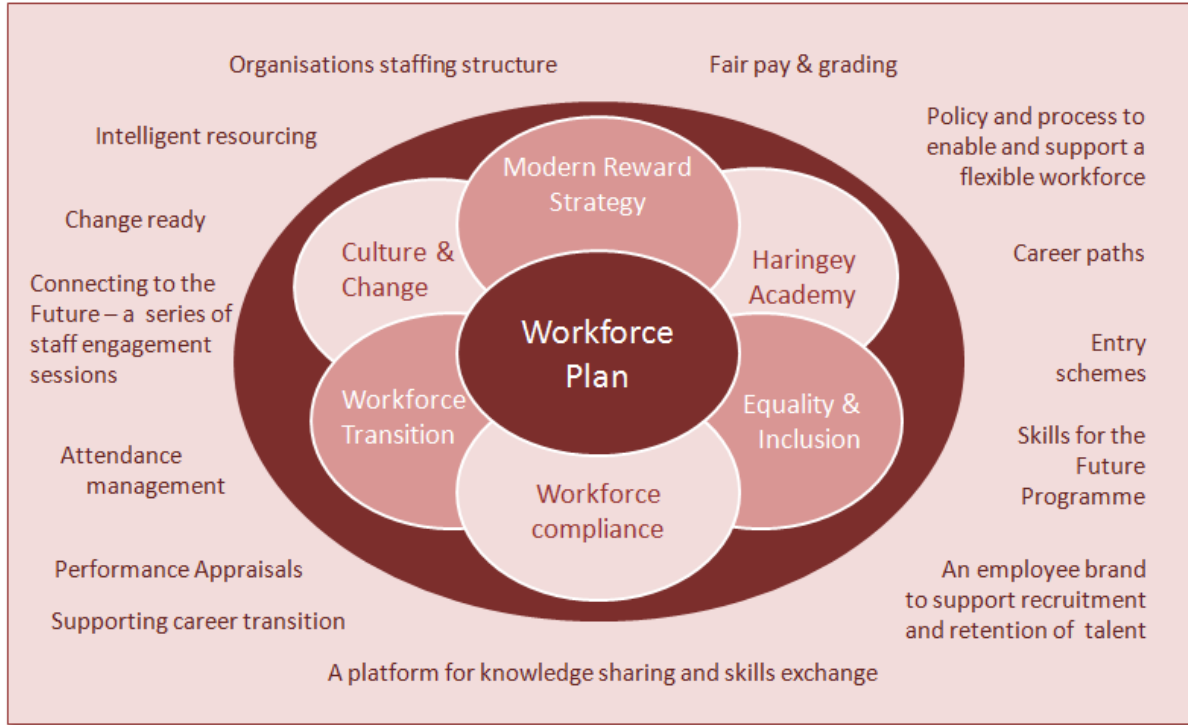 Organisations staffing structure
Fair pay & grading
Intelligent resourcing
Policy and process to
enable and support a
flexible workforce
Change ready
Career paths
Connecting to the
Future – a series of
staff engagement
sessions
Entry
schemes
Attendance
management
Skills for the
Future
Programme
Performance Appraisals
An employee brand
to support recruitment
and retention of talent
Supporting career transition
A platform for knowledge sharing and skills exchange
Modern Reward
Strategy
Culture &
Change
Haringey
Academy
Workforce
Plan
Workforce
Transition
Equality &
Inclusion
Workforce
compliance